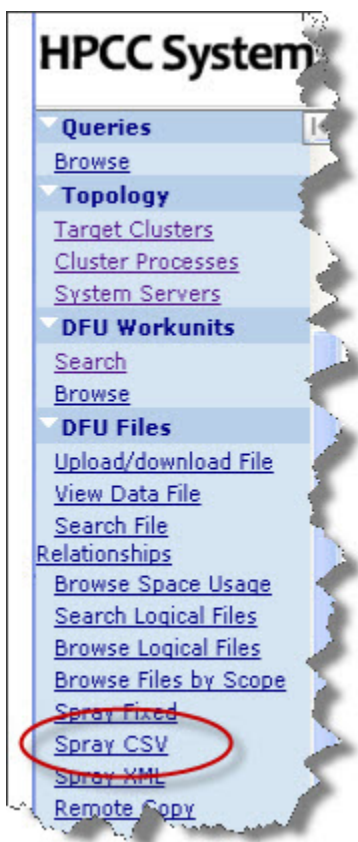 HPCC System
Queries
Browse
Topology
Target Clusters
Cluster Processes
System Servers
DFU Workunits
Search
Browse
DFU Files
Upload/download File
View Data File
Search File
Relationships
Browse Space Usage
Search Logical Files
Browse Logical Files
Browse Files by Scope
Spray Fixed
Spray CSV
Spray XML
Remote Copy